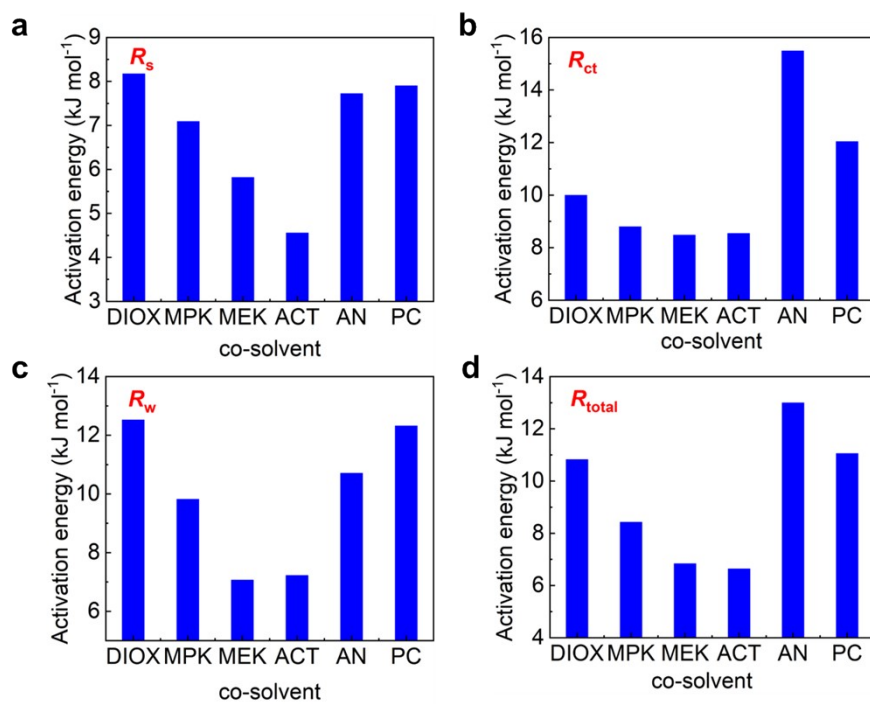 a
Activation energy (kJ mol⁻¹)
9
8
7
6
5
4
3
Rs
DIOX MPK MEK ACT AN PC
co-solvent
b
Activation energy (kJ mol⁻¹)
16
14
12
10
8
6
Rct
DIOX MPK MEK ACT AN PC
co-solvent
c
Activation energy (kJ mol⁻¹)
14
12
10
8
6
Rw
DIOX MPK MEK ACT AN PC
co-solvent
d
Activation energy (kJ mol⁻¹)
14
12
10
8
6
4
Rtotal
DIOX MPK MEK ACT AN PC
co-solvent